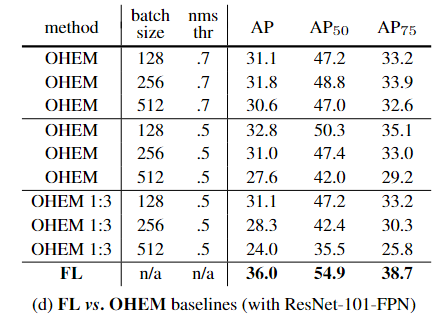 method batch size nms thr AP AP50 AP75
OHEM 128 .7 31.1 47.2 33.2
OHEM 256 .7 31.8 48.8 33.9
OHEM 512 .7 30.6 47.0 32.6
OHEM 128 .5 32.8 50.3 35.1
OHEM 256 .5 31.0 47.4 33.0
OHEM 512 .5 27.6 42.0 29.2
OHEM 1:3 128 .5 31.1 47.2 33.2
OHEM 1:3 256 .5 28.3 42.4 30.3
OHEM 1:3 512 .5 24.0 35.5 25.8
FL n/a n/a 36.0 54.9 38.7
(d) FL vs. OHEM baselines (with ResNet-101-FPN)